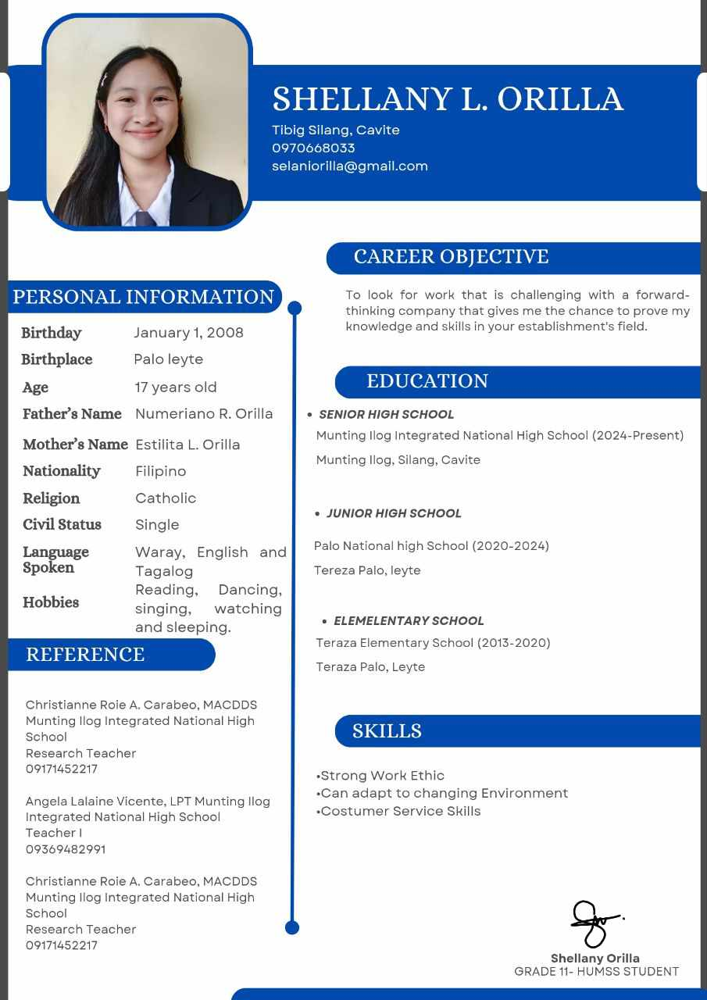 SHELLANY L. ORILLA
Tibig Silang, Cavite
0970668033
selaniorilla@gmail.com
PERSONAL INFORMATION
Birthday January 1, 2008
Birthplace Palo leyte
Age 17 years old
Father's Name Numeriano R. Orilla
Mother's Name Estilita L. Orilla
Nationality Filipino
Religion Catholic
Civil Status Single
Language Spoken Waray, English and
Tagalog
Hobbies Reading, Dancing,
singing, watching
and sleeping.
REFERENCE
Christianne Roie A. Carabeo, MACDDS
Munting Ilog Integrated National High
School
Research Teacher
09171452217
Angela Lalaine Vicente, LPT Munting Ilog
Integrated National High School
Teacher I
09369482991
Christianne Roie A. Carabeo, MACDDS
Munting Ilog Integrated National High
School
Research Teacher
09171452217
CAREER OBJECTIVE
To look for work that is challenging with a forward-
thinking company that gives me the chance to prove my
knowledge and skills in your establishment's field.
EDUCATION
• SENIOR HIGH SCHOOL
Munting Ilog Integrated National High School (2024-Present)
Munting Ilog, Silang, Cavite
• JUNIOR HIGH SCHOOL
Palo National high School (2020-2024)
Tereza Palo, leyte
• ELEMELENTARY SCHOOL
Teraza Elementary School (2013-2020)
Teraza Palo, Leyte
SKILLS
•Strong Work Ethic
•Can adapt to changing Environment
•Costumer Service Skills
Shellany Orilla
GRADE 11- HUMSS STUDENT